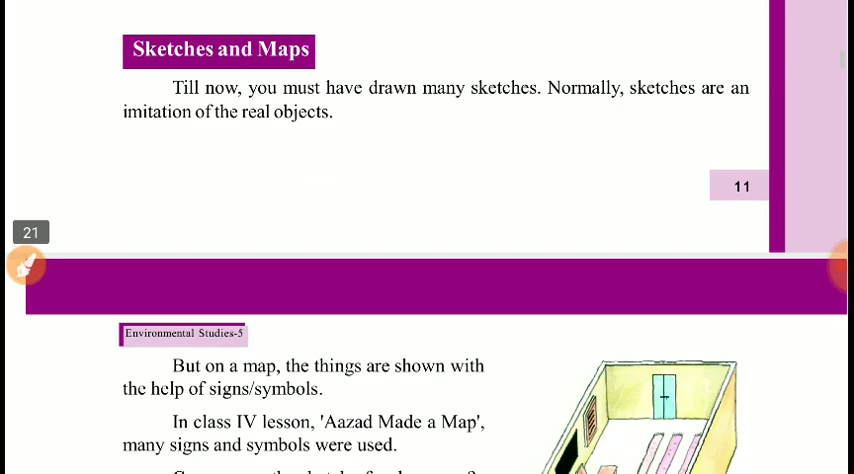 Sketches and Maps
Till now, you must have drawn many sketches. Normally, sketches are an
imitation of the real objects.
11
21
Environmental Studies-5
But on a map, the things are shown with
the help of signs/symbols.
In class IV lesson, 'Aazad Made a Map',
many signs and symbols were used.